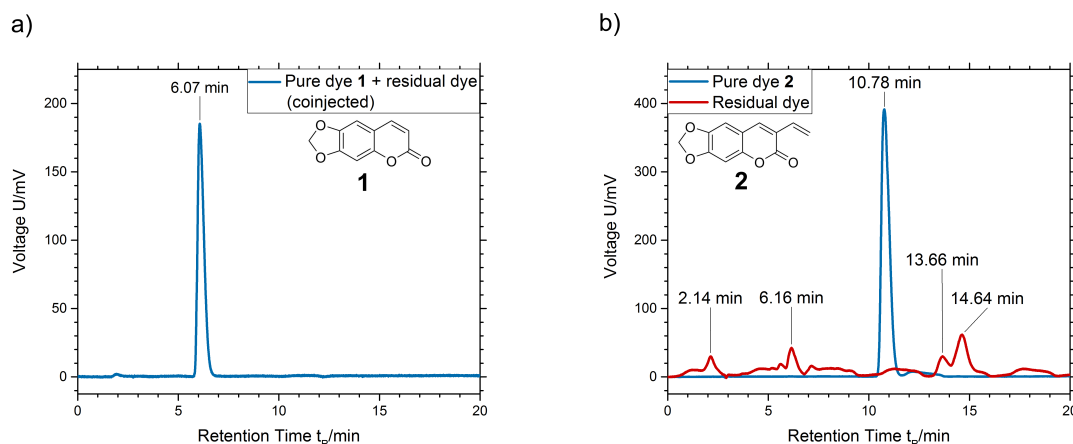 a)
6.07 min
Pure dye 1 + residual dye
(coinjected)
O
O
O
O
1
200
150
100
50
0
Voltage U/mV
0
5
10
15
20
Retention Time tR/min
b)
Pure dye 2
Residual dye
10.78 min
O
O
O
O
2
2.14 min
6.16 min
13.66 min
14.64 min
400
300
200
100
0
Voltage U/mV
0
5
10
15
20
Retention Time tR/min